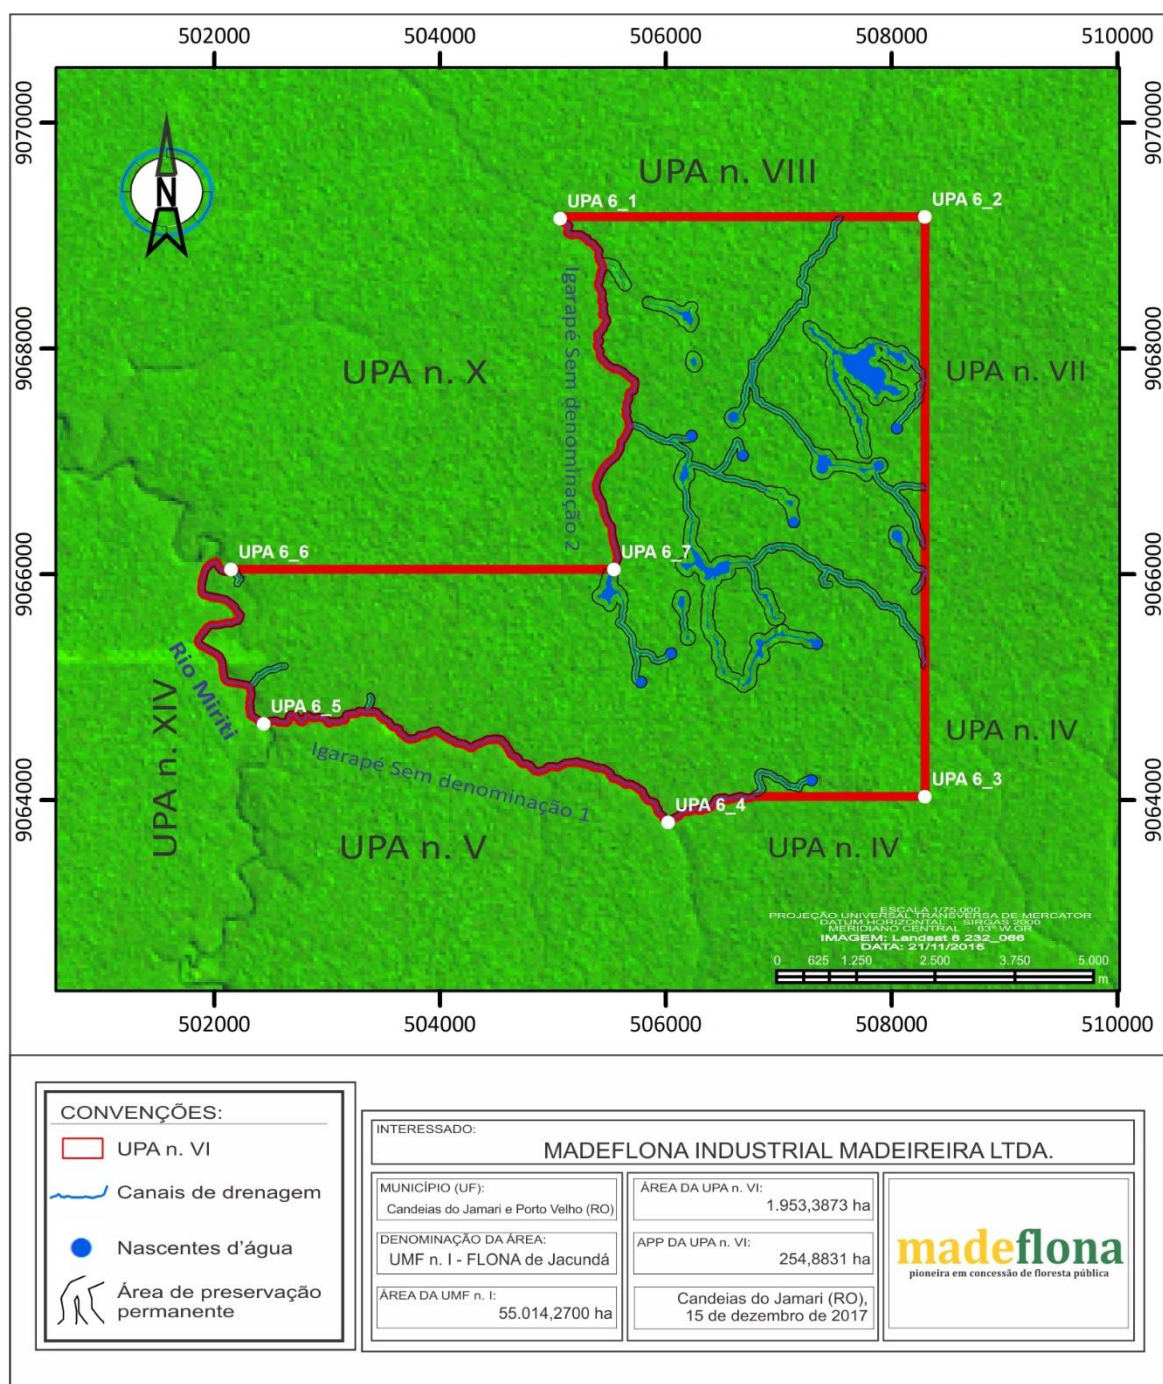 502000 504000 506000 508000 510000
9070000
9070000
UPA n. VIII
UPA 6_1
UPA 6_2
N
Igarapé Sem denominação 2
9068000
9068000
UPA n. X
UPA n. VII
UPA 6_6
UPA 6_7
9066000
9066000
Rio Miriti
UPA n. XIV
UPA 6_5
Igarapé Sem denominação 1
UPA n. IV
UPA 6_3
9064000
9064000
UPA 6_4
UPA n. V
UPA n. IV
ESCALA 1/75.000
PROJEÇÃO UNIVERSAL TRANSVERSA DE MERCATOR
DATUM HORIZONTAL : SIRGAS 2000
MERIDIANO CENTRAL : 63° W.GR
IMAGEM: Landsat 8 232_066
DATA: 21/11/2015
0 625 1.250 2.500 3.750 5.000
m
502000 504000 506000 508000 510000
CONVENÇÕES:
UPA n. VI
Canais de drenagem
Nascentes d'água
Área de preservação
permanente
INTERESSADO:
MADEFLONA INDUSTRIAL MADEIREIRA LTDA.
MUNICÍPIO (UF):
Candeias do Jamari e Porto Velho (RO)
DENOMINAÇÃO DA ÁREA:
UMF n. I - FLONA de Jacundá
ÁREA DA UMF n. I:
55.014,2700 ha
ÁREA DA UPA n. VI:
1.953,3873 ha
APP DA UPA n. VI:
254,8831 ha
Candeias do Jamari (RO),
15 de dezembro de 2017
madeflona
pioneira em concessão de floresta pública